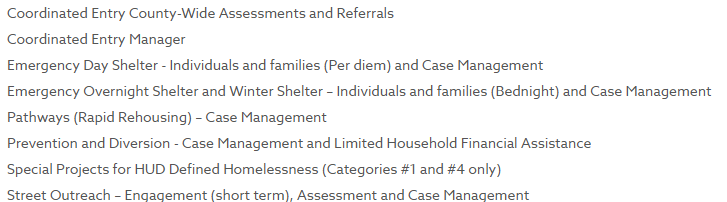 Coordinated Entry County-Wide Assessments and Referrals
Coordinated Entry Manager
Emergency Day Shelter - Individuals and families (Per diem) and Case Management
Emergency Overnight Shelter and Winter Shelter – Individuals and families (Bednight) and Case Management
Pathways (Rapid Rehousing) – Case Management
Prevention and Diversion - Case Management and Limited Household Financial Assistance
Special Projects for HUD Defined Homelessness (Categories #1 and #4 only)
Street Outreach – Engagement (short term), Assessment and Case Management